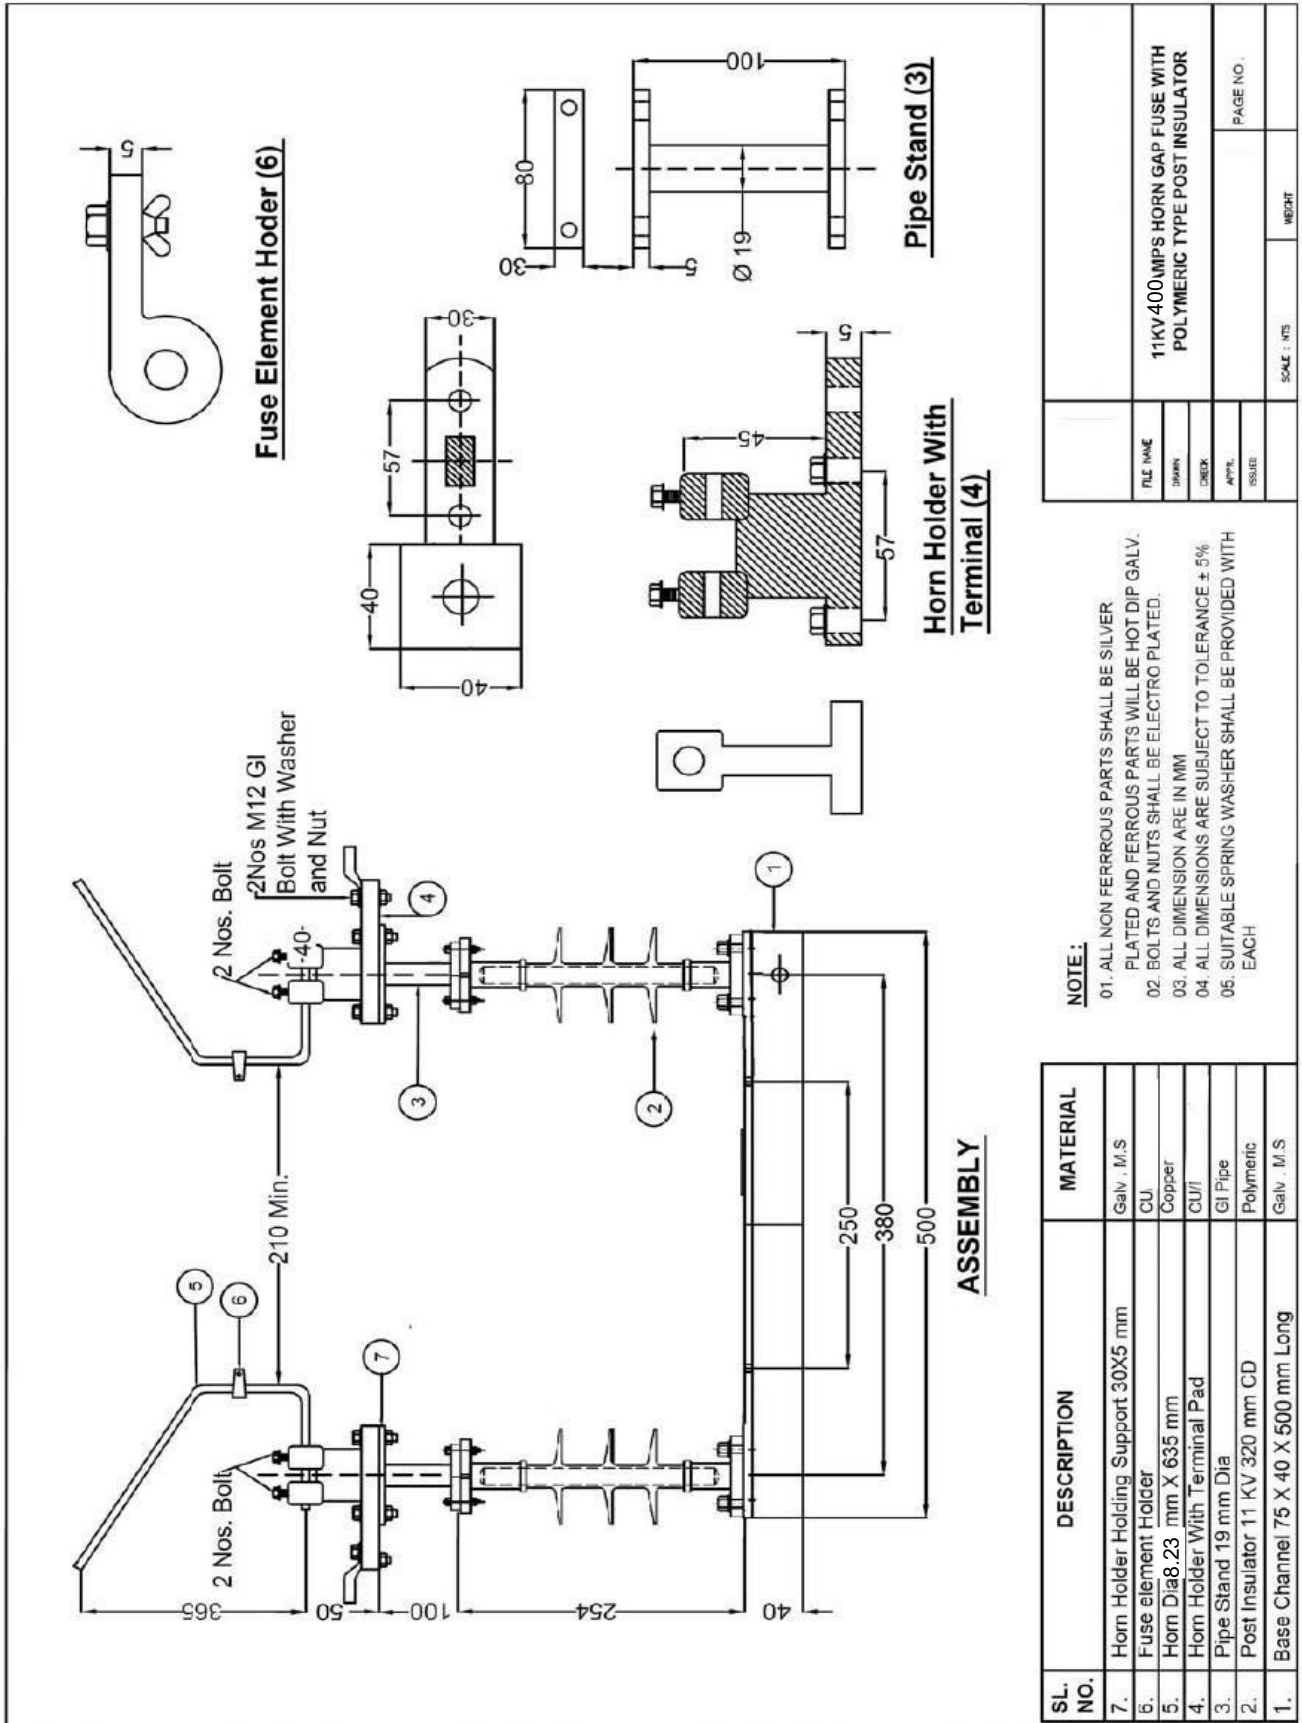 365
50
100
254
40
2 Nos. Bolt
5
6
7
210 Min.
2 Nos. Bolt
2Nos M12 GI
Bolt With Washer
and Nut
-40-
4
3
2
1
250
380
500
ASSEMBLY
5
Fuse Element Hoder (6)
40
40
57
30
45
57
5
Horn Holder With
Terminal (4)
80
30
5
Ø 19
100
Pipe Stand (3)
SL. NO. DESCRIPTION MATERIAL
7. Horn Holder Holding Support 30X5 mm Galv . M.S
6. Fuse element Holder CU
5. Horn Dia8.23 mm X 635 mm Copper
4. Horn Holder With Terminal Pad
3. Pipe Stand 19 mm Dia GI Pipe
2. Post Insulator 11 KV 320 mm CD Polymeric
1. Base Channel 75 X 40 X 500 mm Long Galv . M.S
NOTE :
01. ALL NON FERRROUS PARTS SHALL BE SILVER
PLATED AND FERROUS PARTS WILL BE HOT DIP GALV.
02. BOLTS AND NUTS SHALL BE ELECTRO PLATED.
03. ALL DIMENSION ARE IN MM
04. ALL DIMENSIONS ARE SUBJECT TO TOLERANCE ± 5%
05. SUITABLE SPRING WASHER SHALL BE PROVIDED WITH
EACH
FILE NAME
DRAWN
CHECK
APPR.
ISSUED
11KV 400 MPS HORN GAP FUSE WITH
POLYMERIC TYPE POST INSULATOR
PAGE NO.
SCALE : NTS
WEIGHT